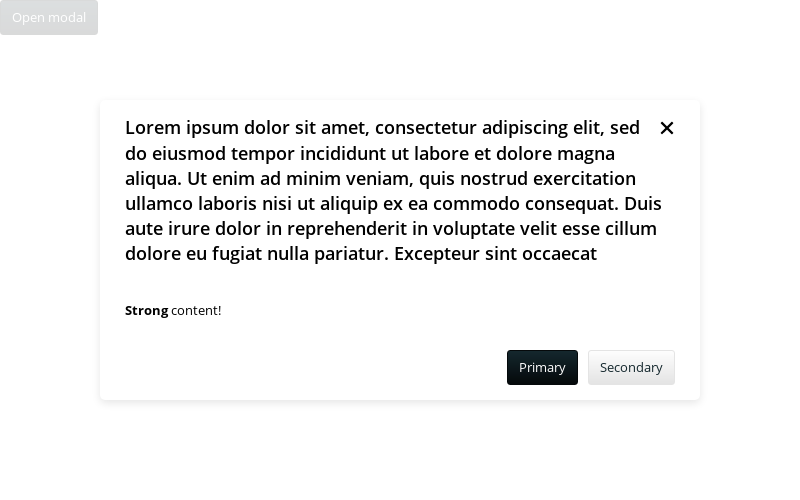 Open modal
Lorem ipsum dolor sit amet, consectetur adipiscing elit, sed
do eiusmod tempor incididunt ut labore et dolore magna
aliqua. Ut enim ad minim veniam, quis nostrud exercitation
ullamco laboris nisi ut aliquip ex ea commodo consequat. Duis
aute irure dolor in reprehenderit in voluptate velit esse cillum
dolore eu fugiat nulla pariatur. Excepteur sint occaecat
Strong content!
Primary Secondary